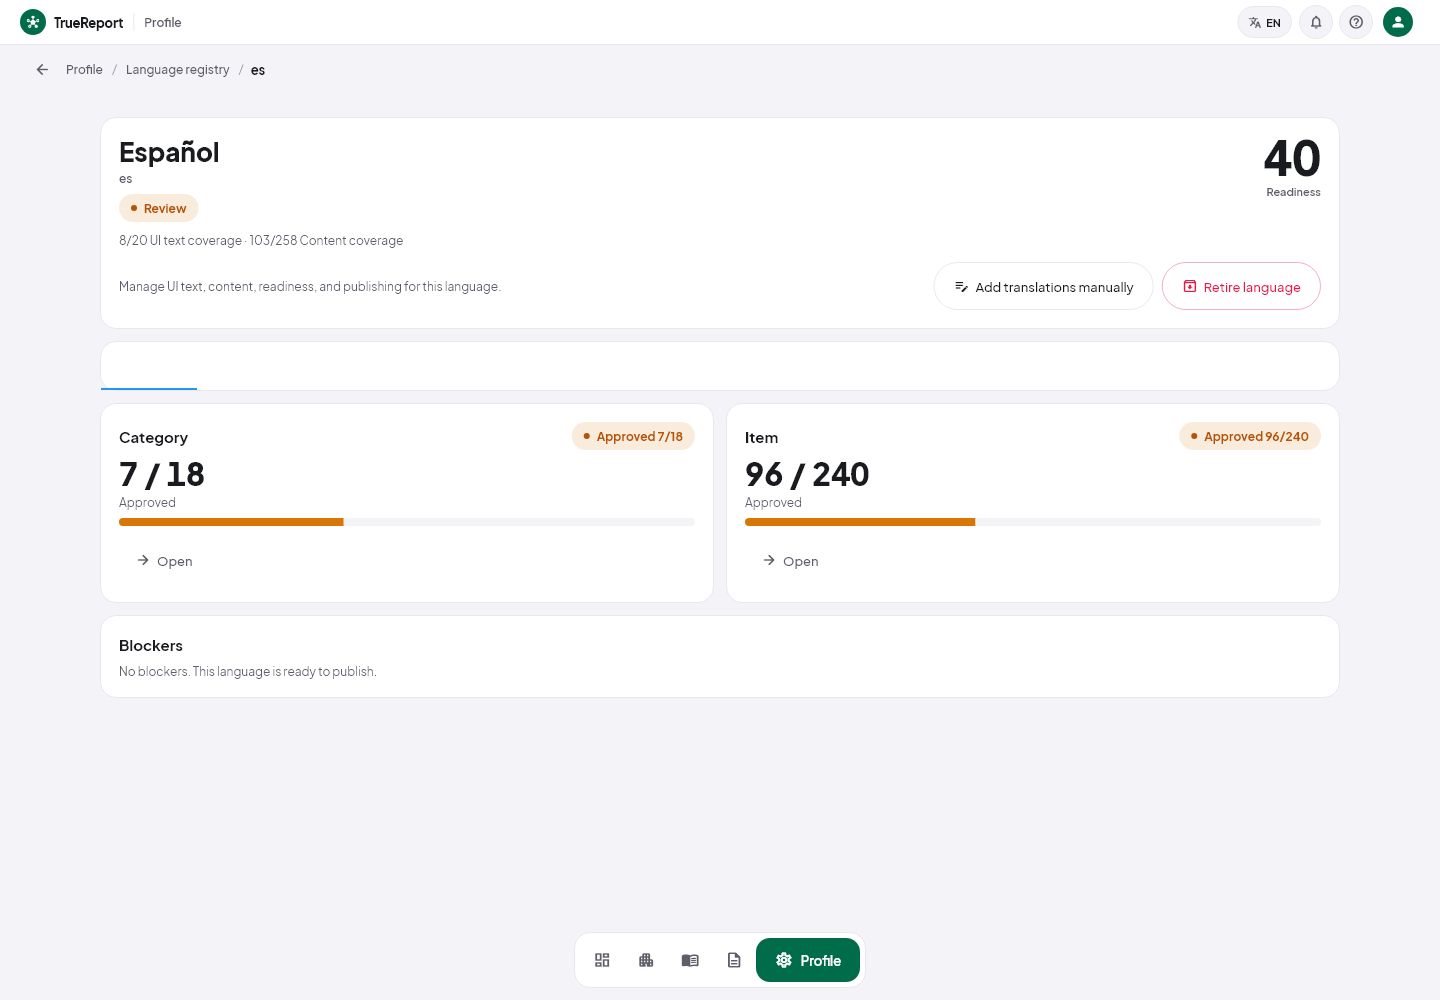 TrueReport
Profile
EN
Profile / Language registry / es
Español
es
Review
8/20 UI text coverage · 103/258 Content coverage
Manage UI text, content, readiness, and publishing for this language.
40
Readiness
Add translations manually
Retire language
Category
Approved 7/18
7 / 18
Approved
Open
Item
Approved 96/240
96 / 240
Approved
Open
Blockers
No blockers. This language is ready to publish.
Profile